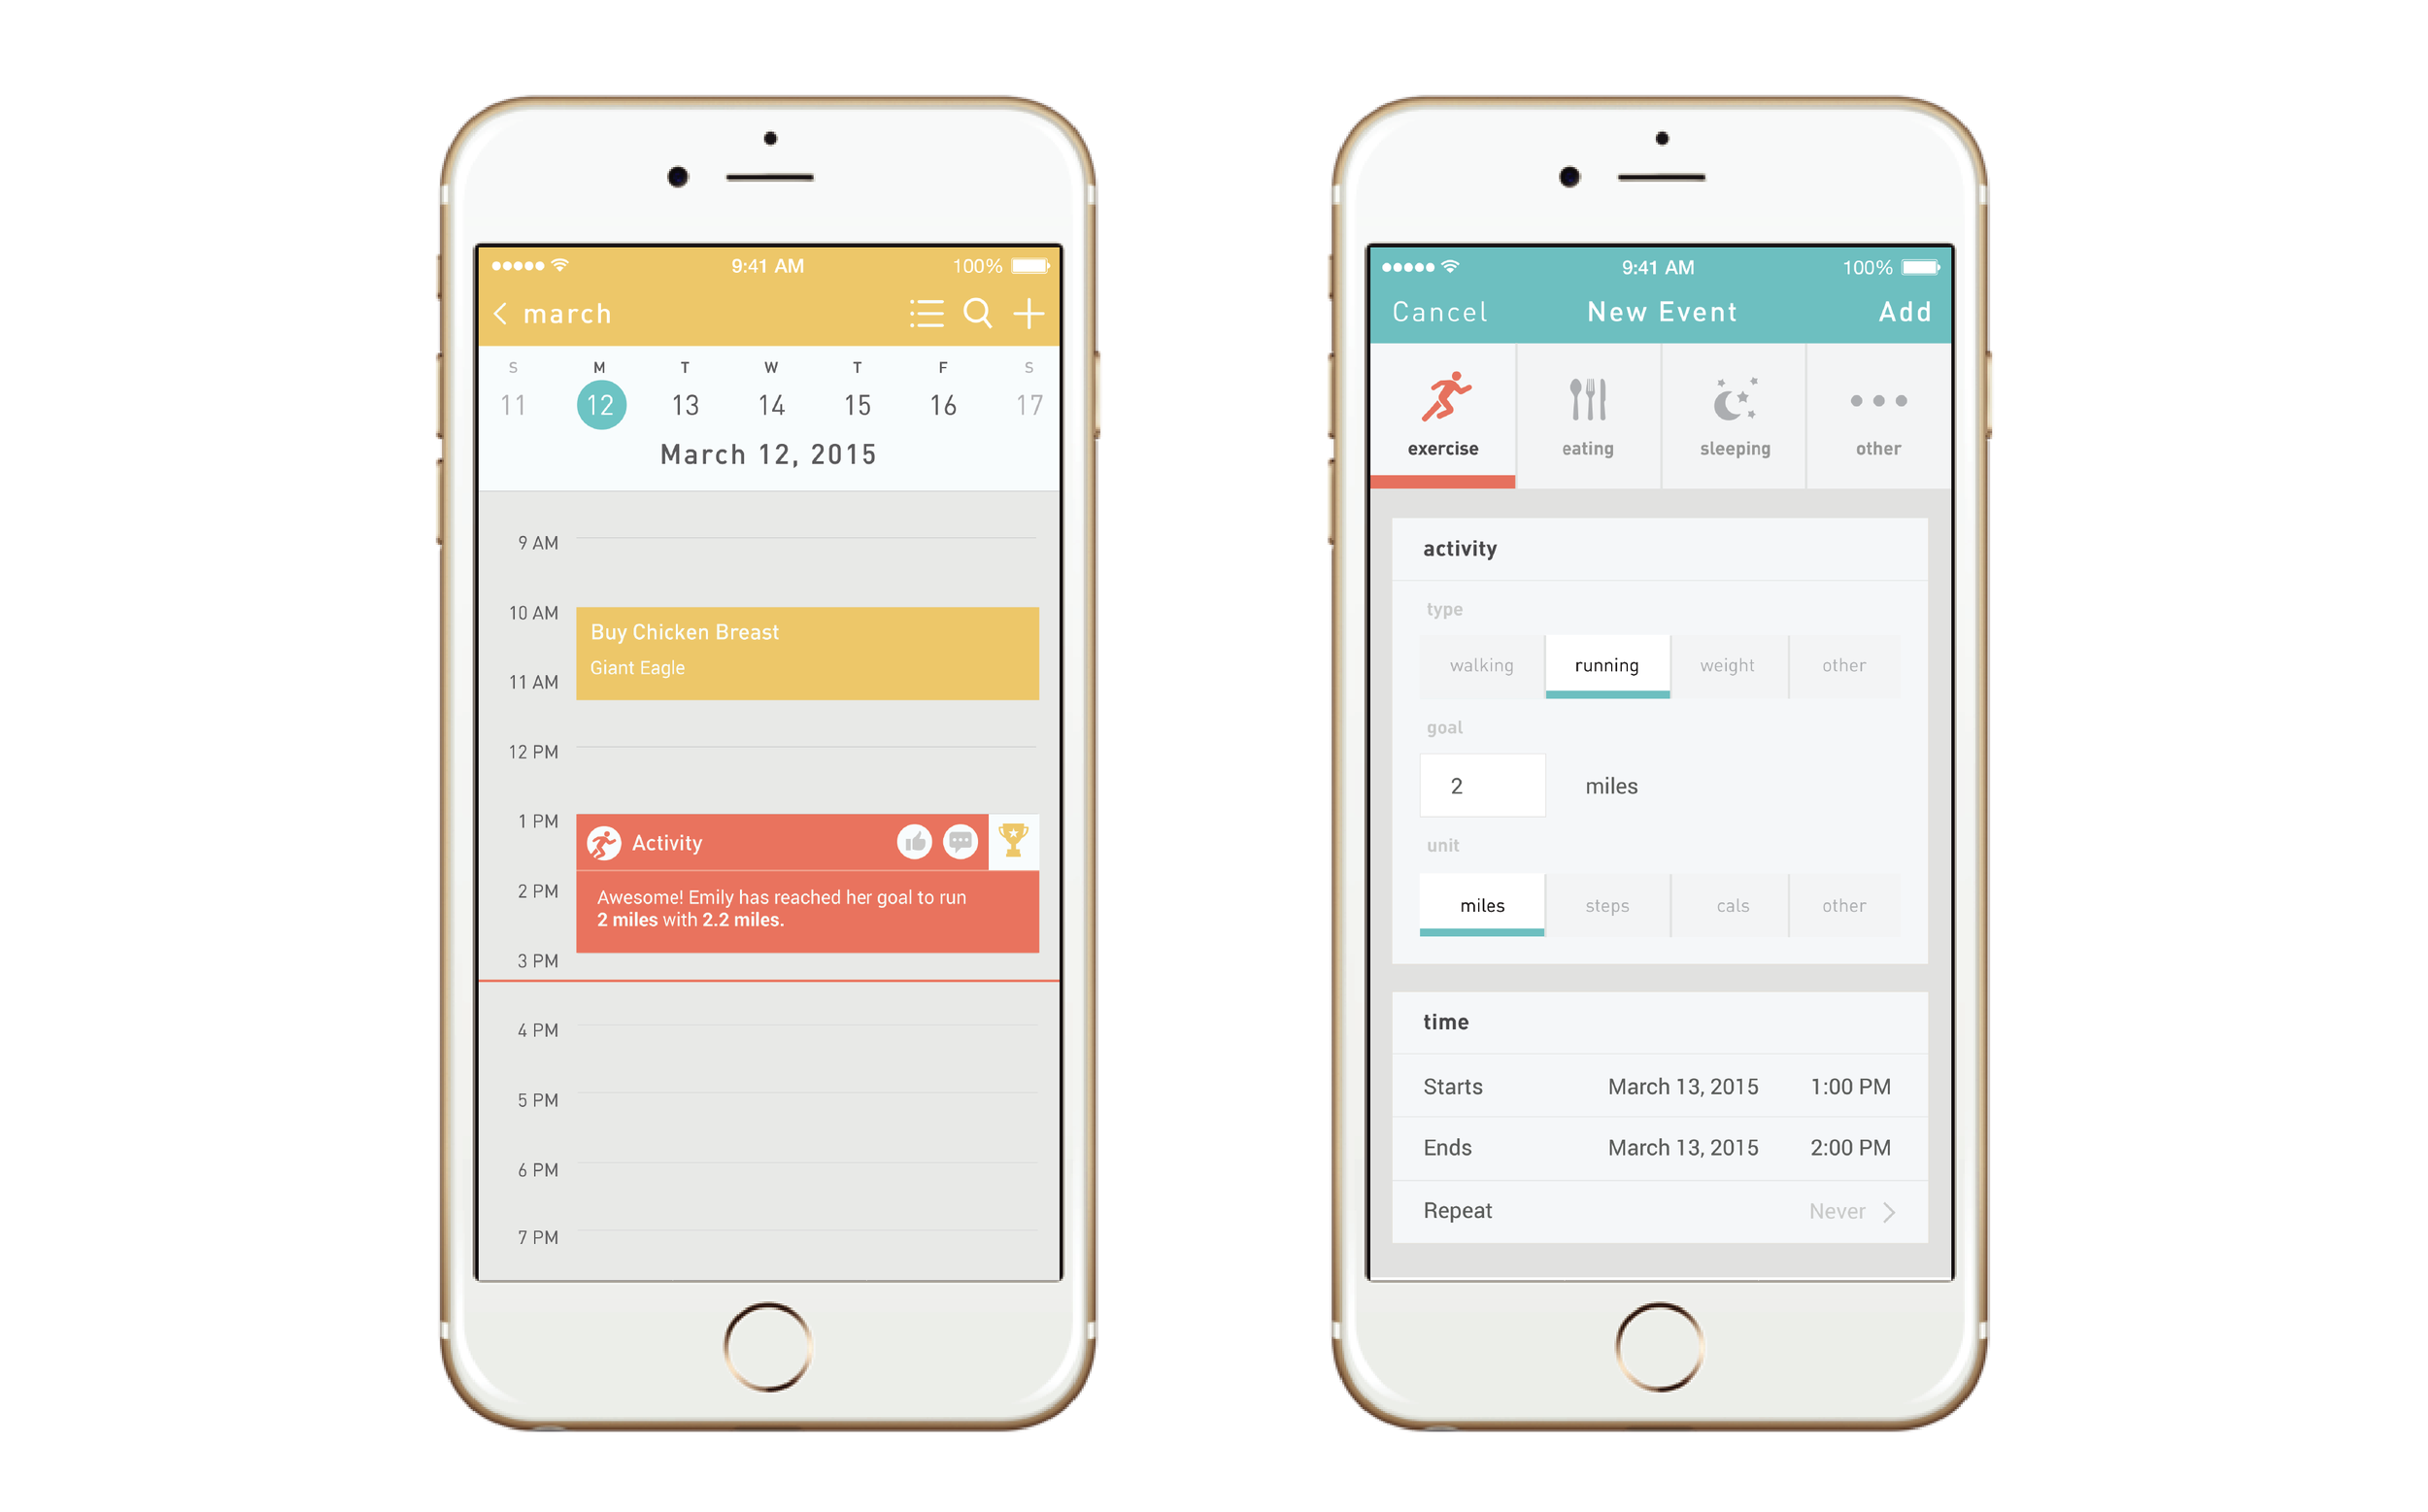 9:41 AM
100%
march
S M T W T F S
11 12 13 14 15 16 17
March 12, 2015
9 AM
10 AM
Buy Chicken Breast
Giant Eagle
11 AM
12 PM
1 PM
Activity
2 PM
Awesome! Emily has reached her goal to run
2 miles with 2.2 miles.
3 PM
4 PM
5 PM
6 PM
7 PM
9:41 AM
100%
Cancel New Event Add
exercise eating sleeping other
activity
type
walking running weight other
goal
2 miles
unit
miles steps cals other
time
Starts March 13, 2015 1:00 PM
Ends March 13, 2015 2:00 PM
Repeat Never